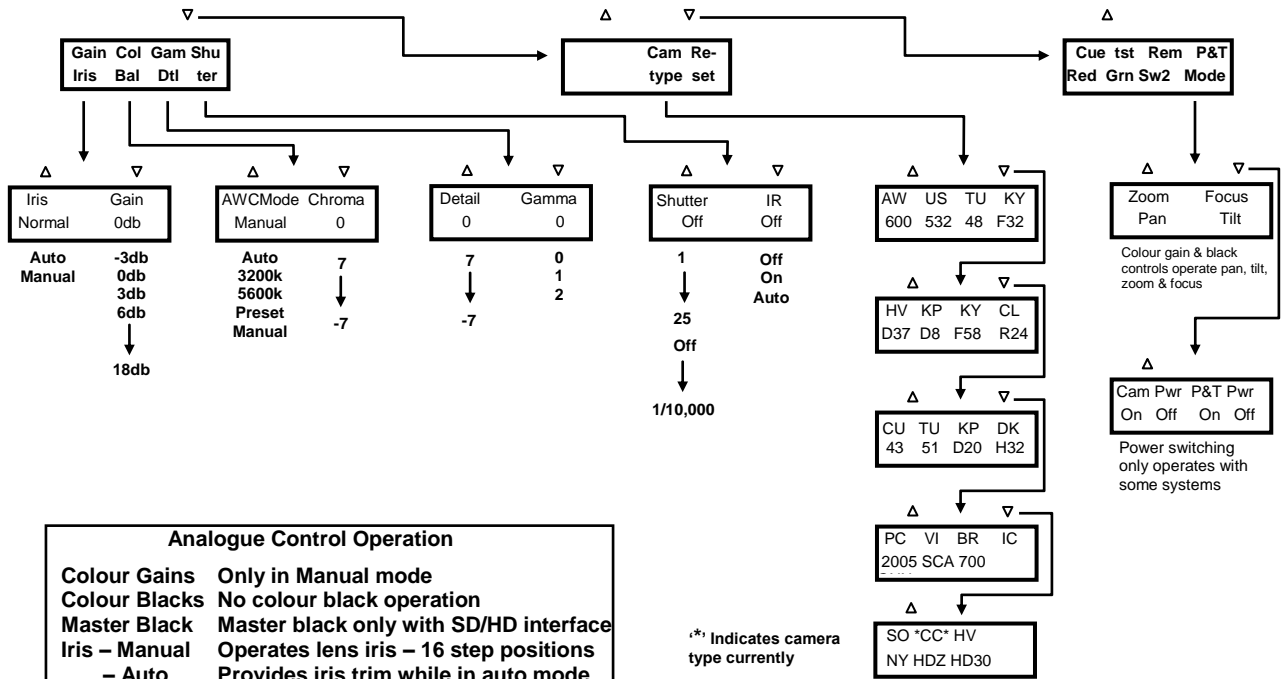 Gain Col Gam Shu
Iris Bal Dtl ter
Cam Re-
type set
Cue tst Rem P&T
Red Grn Sw2 Mode
Iris Gain
Normal 0db
Auto
Manual
-3db
0db
3db
6db
18db
AWCMode Chroma
Manual 0
Auto
3200k
5600k
Preset
Manual
7
-7
Detail Gamma
0 0
7
-7
0
1
2
Shutter IR
Off Off
1
25
Off
1/10,000
Off
On
Auto
AW US TU KY
600 532 48 F32
HV KP KY CL
D37 D8 F58 R24
CU TU KP DK
43 51 D20 H32
PC VI BR IC
2005 SCA 700
SO *CC* HV
NY HDZ HD30
'*' Indicates camera
type currently
Zoom Focus
Pan Tilt
Colour gain & black
controls operate pan, tilt,
zoom & focus
Cam Pwr P&T Pwr
On Off On Off
Power switching
only operates with
some systems
Analogue Control Operation
Colour Gains Only in Manual mode
Colour Blacks No colour black operation
Master Black Master black only with SD/HD interface
Iris – Manual Operates lens iris – 16 step positions
– Auto Provides iris trim while in auto mode